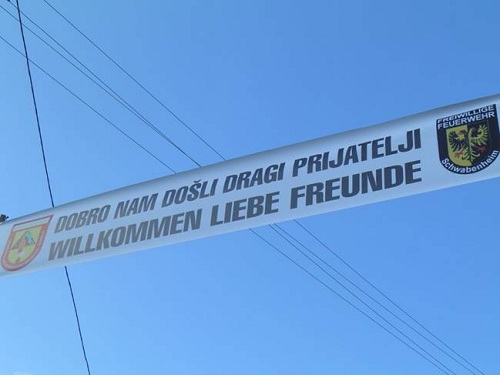 DOBRO NAM DOŠLI DRAGI PRIJATELJI
WILLKOMMEN LIEBE FREUNDE
FREIWILLIGE
FEUERWEHR
Schwabenheim